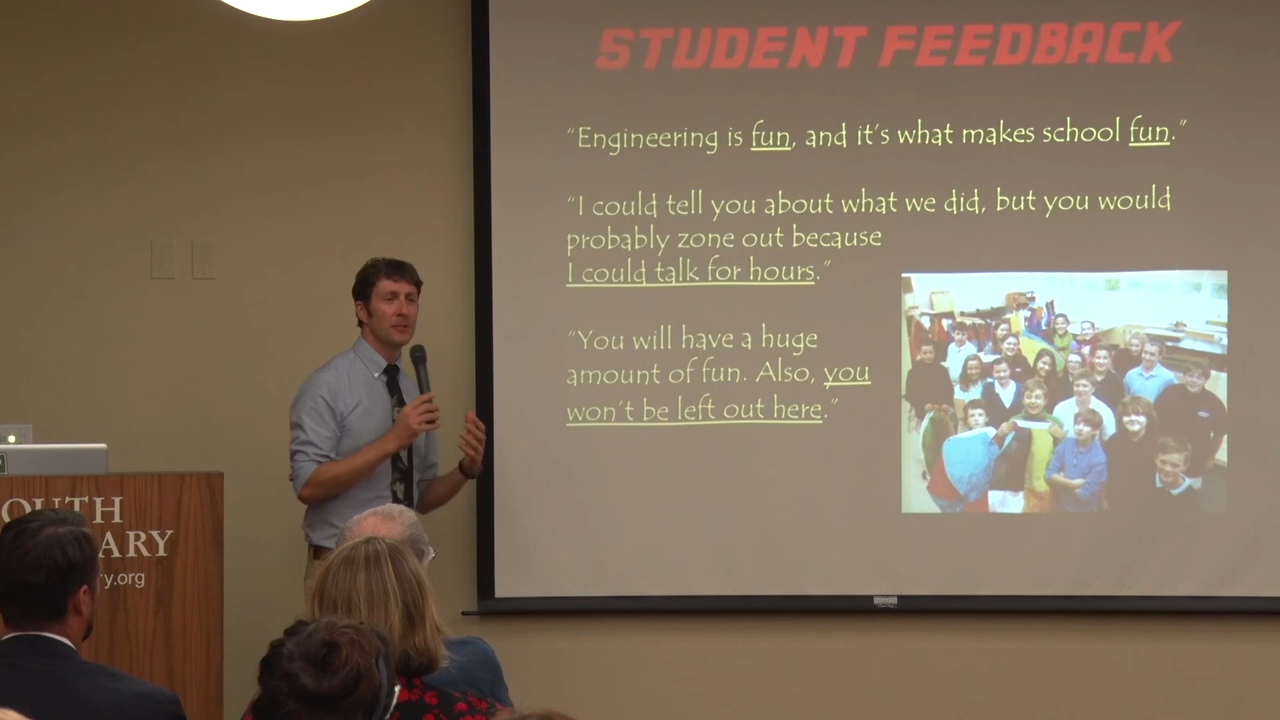 STUDENT FEEDBACK
"Engineering is fun, and it's what makes school fun."
"I could tell you about what we did, but you would
probably zone out because
I could talk for hours."
"You will have a huge
amount of fun. Also, you
won't be left out here."
OUTH
ARY
ry.org